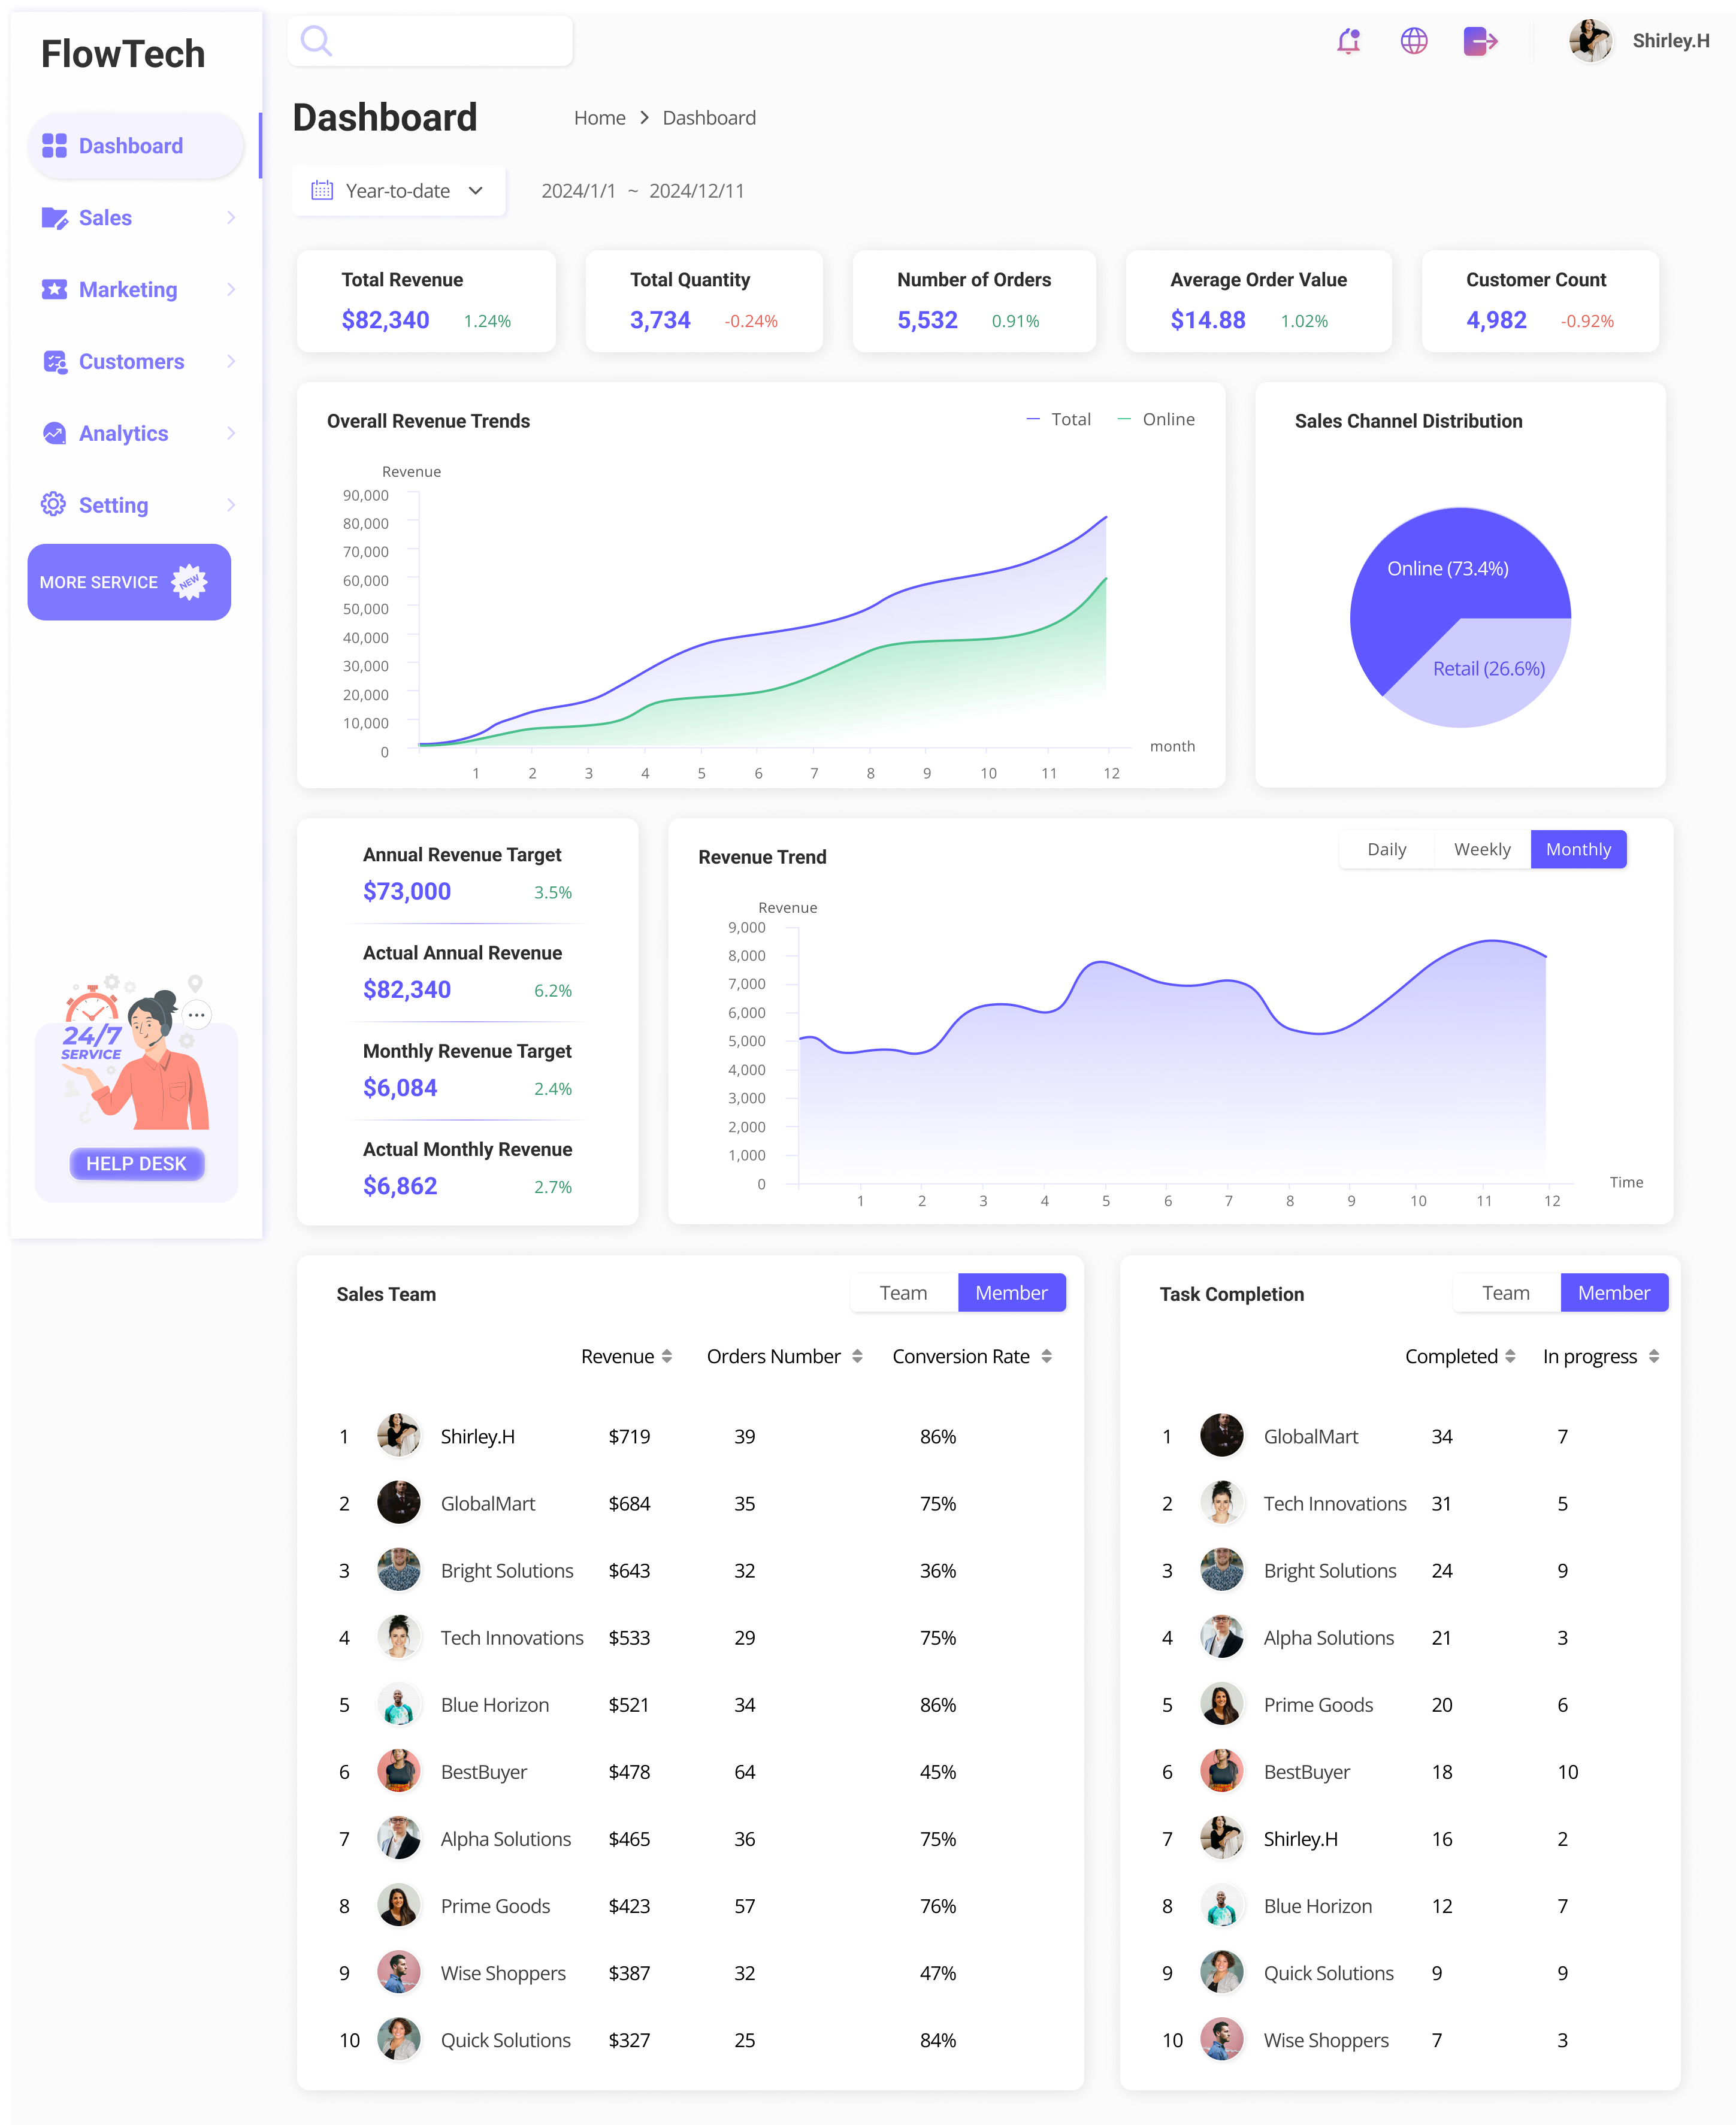 FlowTech
Shirley.H
Dashboard
Sales
Marketing
Customers
Analytics
Setting
MORE SERVICE NEW
24/7
SERVICE
HELP DESK
Dashboard Home > Dashboard
Year-to-date 2024/1/1 ~ 2024/12/11
Total Revenue
$82,340 1.24%
Total Quantity
3,734 -0.24%
Number of Orders
5,532 0.91%
Average Order Value
$14.88 1.02%
Customer Count
4,982 -0.92%
Overall Revenue Trends Total Online
Revenue
90,000
80,000
70,000
60,000
50,000
40,000
30,000
20,000
10,000
0
month
1 2 3 4 5 6 7 8 9 10 11 12
Sales Channel Distribution
Online (73.4%)
Retail (26.6%)
Annual Revenue Target
$73,000 3.5%
Actual Annual Revenue
$82,340 6.2%
Monthly Revenue Target
$6,084 2.4%
Actual Monthly Revenue
$6,862 2.7%
Revenue Trend Daily Weekly Monthly
Revenue
9,000
8,000
7,000
6,000
5,000
4,000
3,000
2,000
1,000
0
Time
1 2 3 4 5 6 7 8 9 10 11 12
Sales Team Team Member
Revenue Orders Number Conversion Rate
1 Shirley.H $719 39 86%
2 GlobalMart $684 35 75%
3 Bright Solutions $643 32 36%
4 Tech Innovations $533 29 75%
5 Blue Horizon $521 34 86%
6 BestBuyer $478 64 45%
7 Alpha Solutions $465 36 75%
8 Prime Goods $423 57 76%
9 Wise Shoppers $387 32 47%
10 Quick Solutions $327 25 84%
Task Completion Team Member
Completed In progress
1 GlobalMart 34 7
2 Tech Innovations 31 5
3 Bright Solutions 24 9
4 Alpha Solutions 21 3
5 Prime Goods 20 6
6 BestBuyer 18 10
7 Shirley.H 16 2
8 Blue Horizon 12 7
9 Quick Solutions 9 9
10 Wise Shoppers 7 3